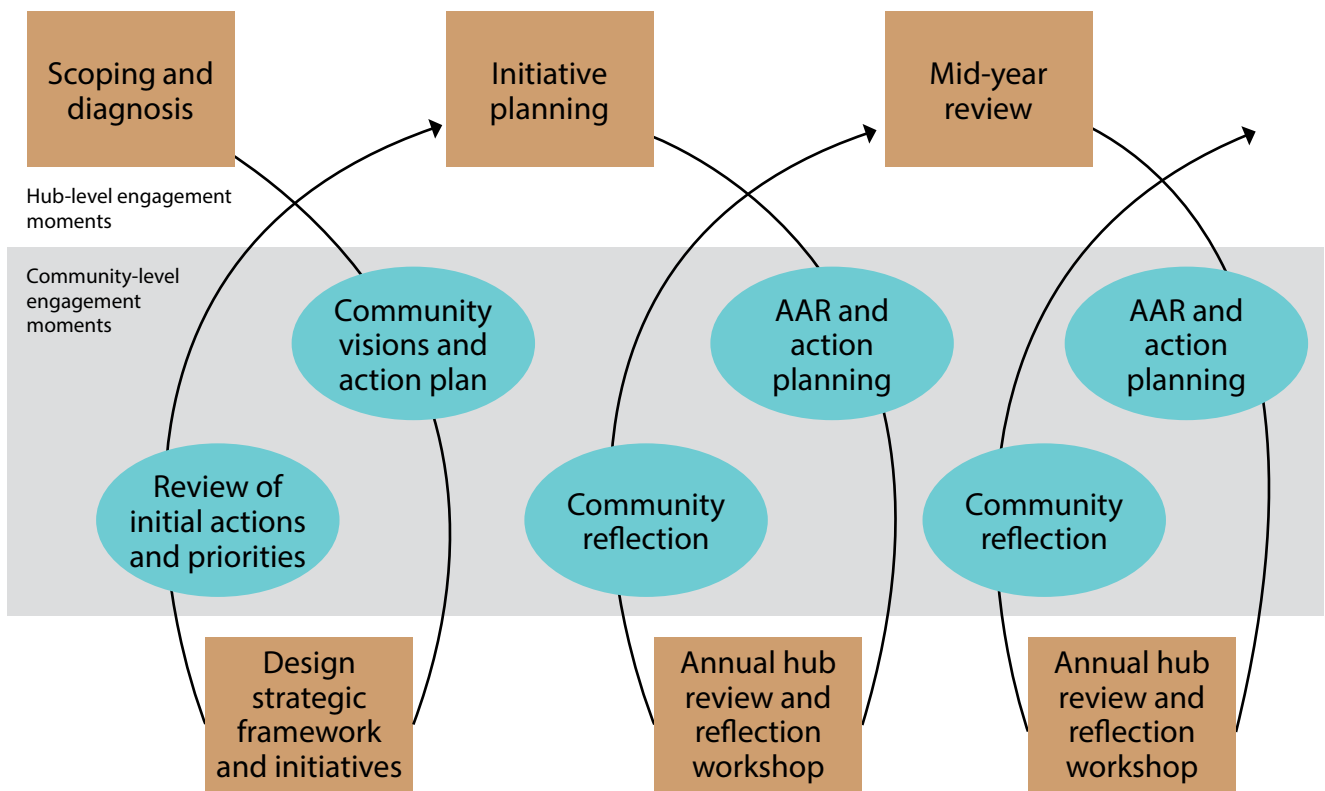 Scoping and
diagnosis
Initiative
planning
Mid-year
review
Hub-level engagement
moments
Community-level
engagement
moments
Community
visions and
action plan
AAR and
action
planning
AAR and
action
planning
Review of
initial actions
and priorities
Community
reflection
Community
reflection
Design
strategic
framework
and initiatives
Annual hub
review and
reflection
workshop
Annual hub
review and
reflection
workshop